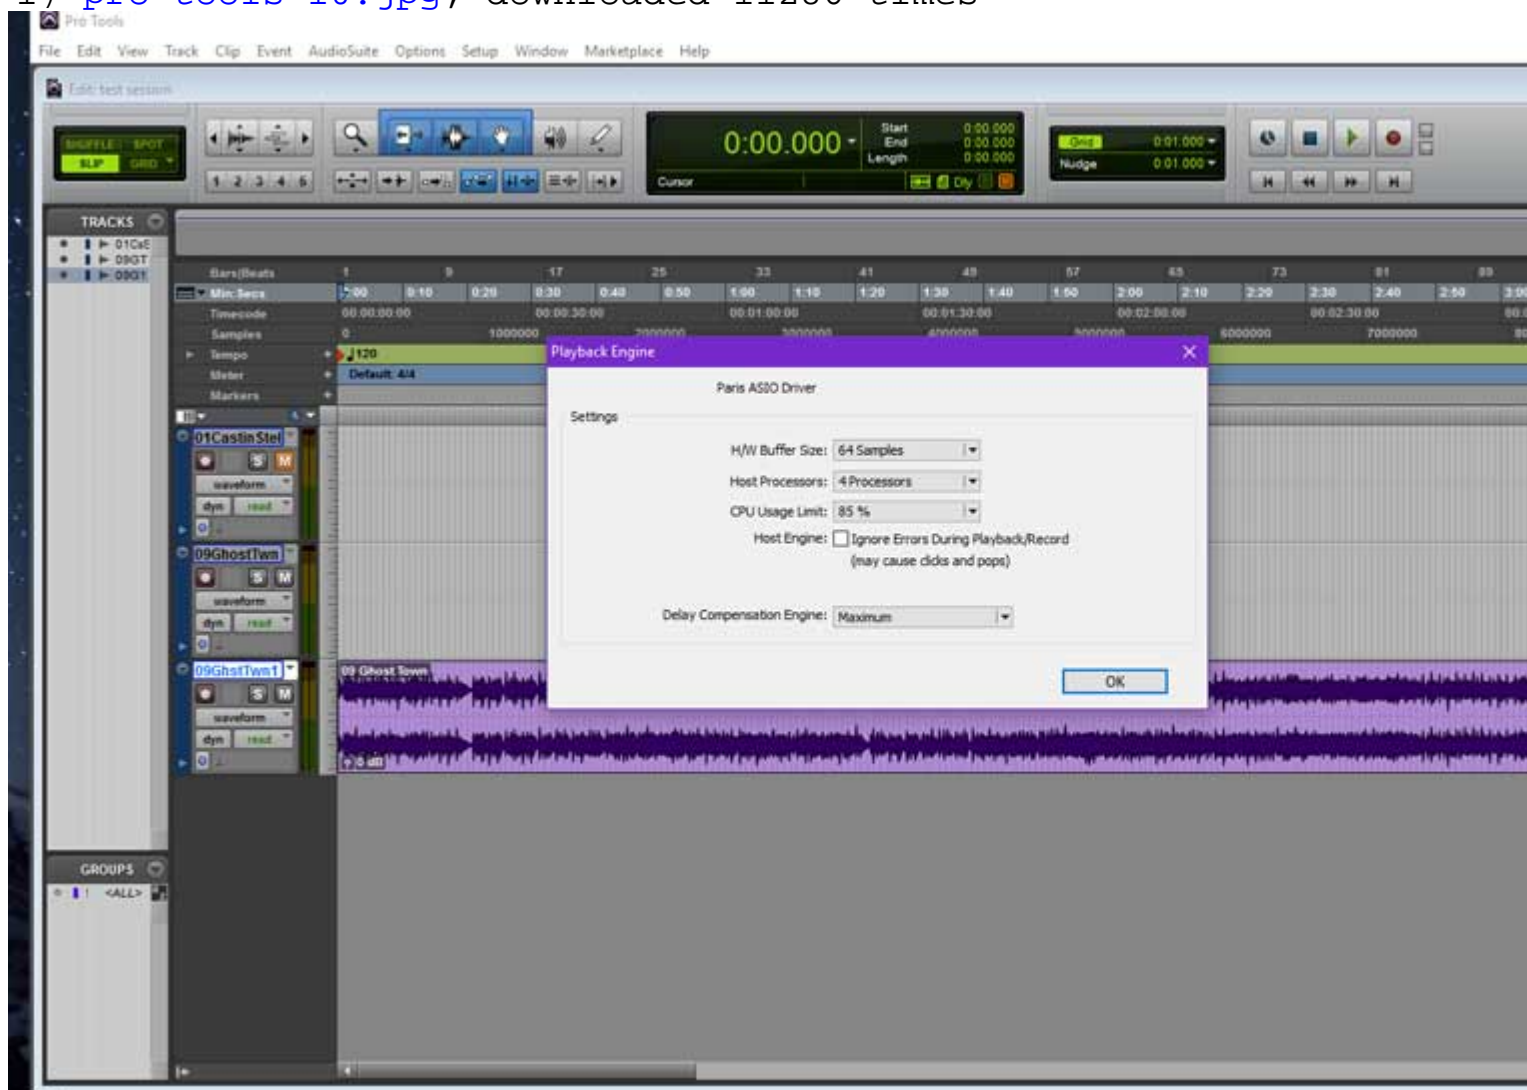 Pro Tools
File Edit View Track Clip Event AudioSuite Options Setup Window Marketplace Help
Edit: test session
SHUFFLE SPOT
SLIP GRID
1 2 3 4 5
0:00.000
Start 0:00.000
End 0:00.000
Length 0:00.000
Cursor
Dly
Grid 0:01.000
Nudge 0:01.000
TRACKS
09GT
Bars|Beats 1 9 17 25 33 41 49 57 65 73 81 89
Min:Secs 0:00 0:10 0:20 0:30 0:40 0:50 1:00 1:10 1:20 1:30 1:40 1:50 2:00 2:10 2:20 2:30 2:40 2:50
Timecode 00:00:00:00 00:00:30:00 00:01:00:00 00:01:30:00 00:02:00:00 00:02:30:00
Samples 0 1000000 2000000 3000000 4000000 5000000 6000000 7000000
Tempo 120
Meter Default: 4/4
Markers
Playback Engine
Paris ASIO Driver
Settings
H/W Buffer Size: 64 Samples
Host Processors: 4 Processors
CPU Usage Limit: 85 %
Host Engine: Ignore Errors During Playback/Record
(may cause clicks and pops)
Delay Compensation Engine: Maximum
OK
01CastinStel
S M
waveform
dyn read
09GhostTwn
S M
waveform
dyn read
09GhstTwn1
S M
waveform
dyn read
09 Ghost Town
0 dB
GROUPS
! <ALL>